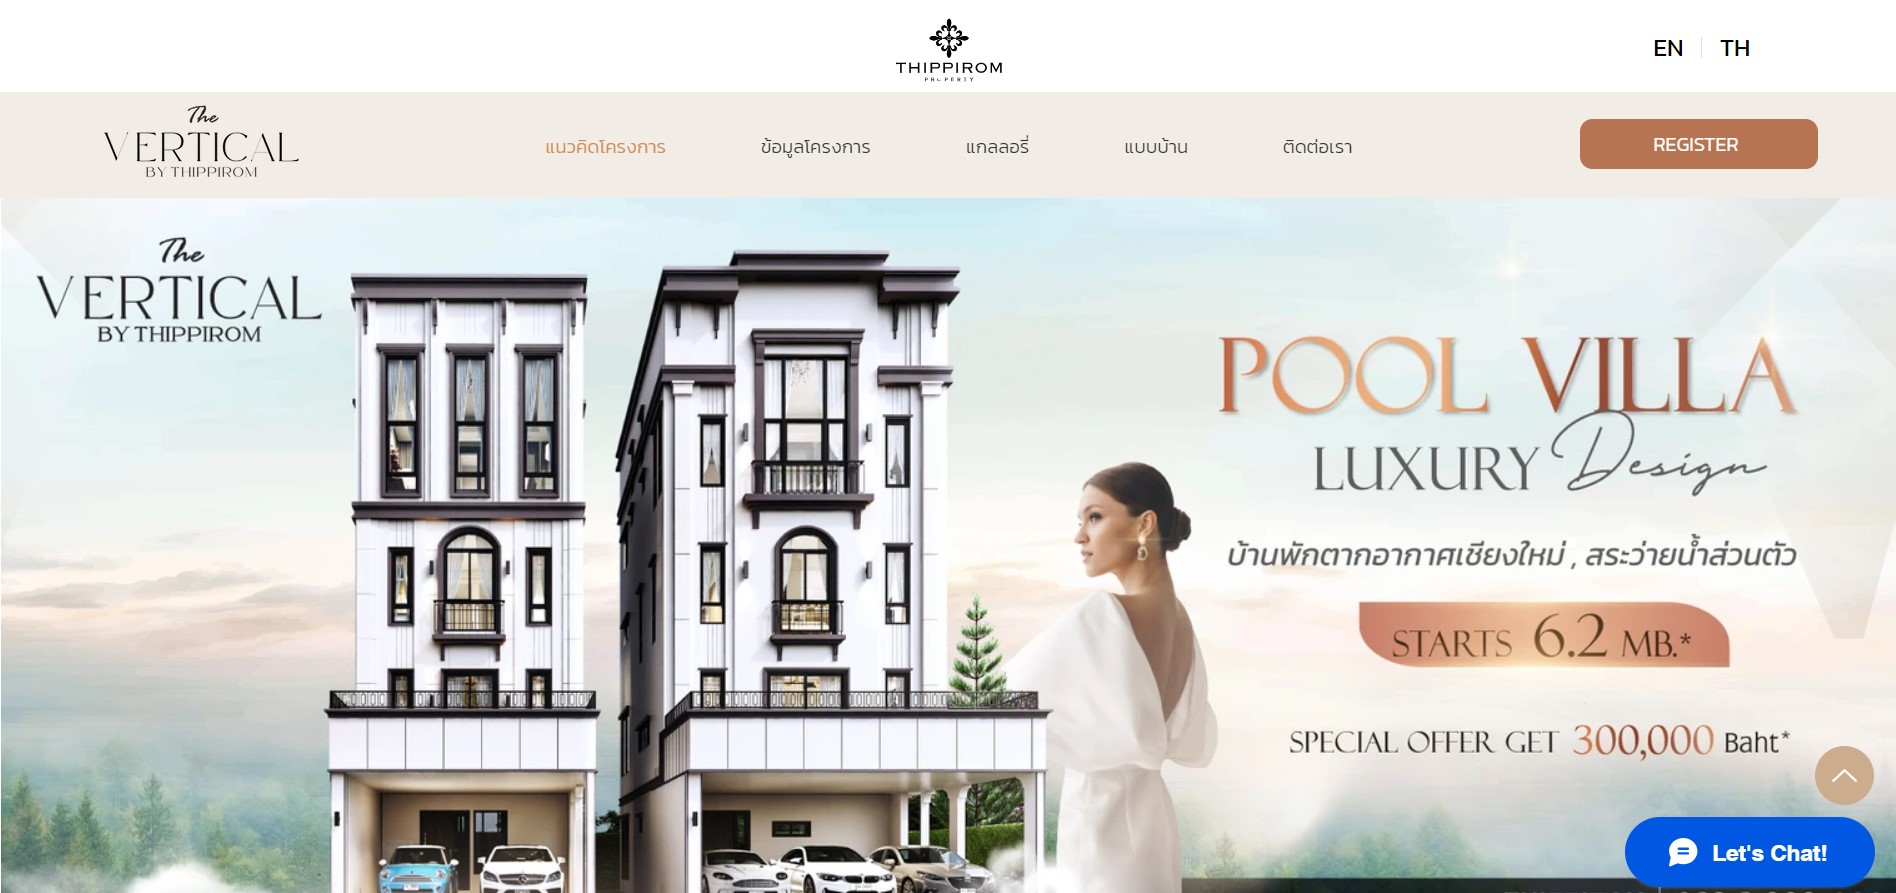 THIPPIROM
PROPERTY
EN TH
The
VERTICAL
BY THIPPIROM
แนวคิดโครงการ ข้อมูลโครงการ แกลลอรี่ แบบบ้าน ติดต่อเรา
REGISTER
The
VERTICAL
BY THIPPIROM
POOL VILLA
LUXURY Design
บ้านพักตากอากาศเชียงใหม่ , สระว่ายน้ำส่วนตัว
STARTS 6.2 MB.*
SPECIAL OFFER GET 300,000 Baht*
Let's Chat!